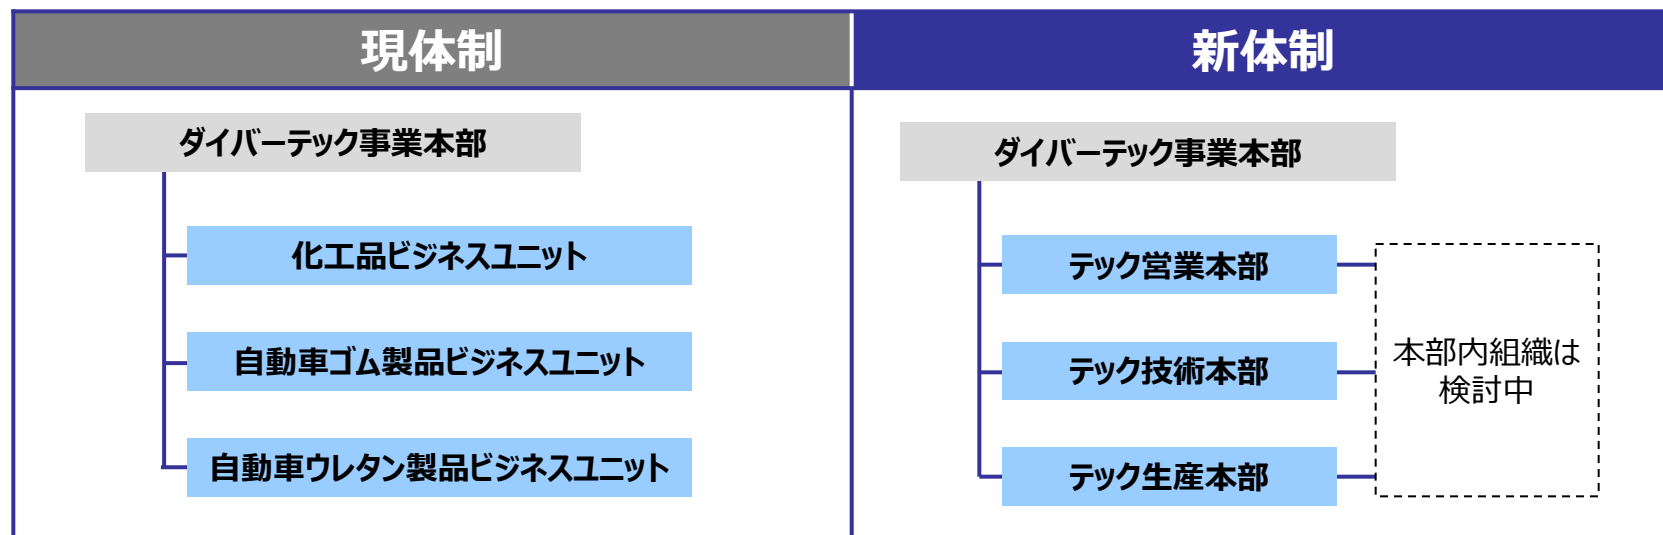 現体制
新体制
ダイバーテック事業本部
化工品ビジネスユニット
自動車ゴム製品ビジネスユニット
自動車ウレタン製品ビジネスユニット
ダイバーテック事業本部
テック営業本部
テック技術本部
テック生産本部
本部内組織は
検討中